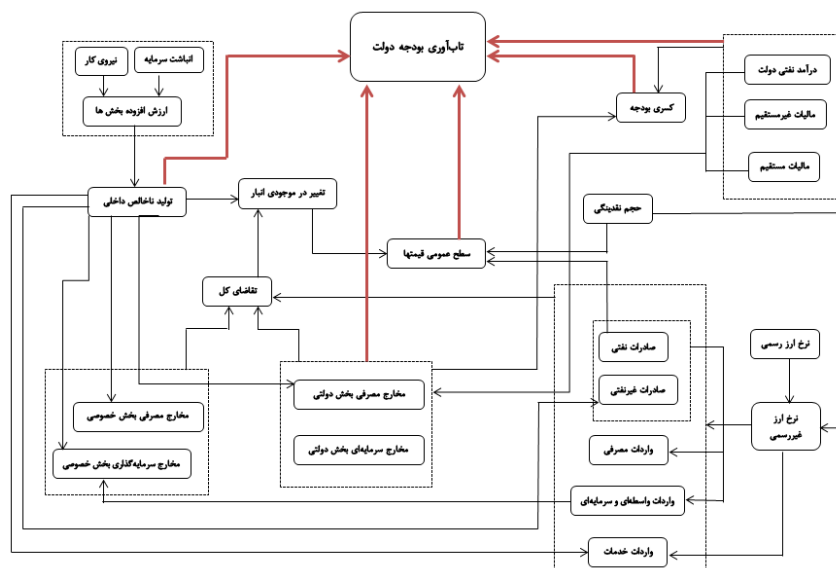 تاب‌آوری بودجه دولت
انباشت سرمایه
نیروی کار
ارزش افزوده بخش ها
درآمد نفتی دولت
کسری بودجه
مالیات غیرمستقیم
مالیات مستقیم
تغییر در موجودی انبار
تولید ناخالص داخلی
حجم نقدینگی
سطح عمومی قیمتها
تقاضای کل
نرخ ارز رسمی
صادرات نفتی
صادرات غیرنفتی
مخارج مصرفی بخش دولتی
مخارج مصرفی بخش خصوصی
نرخ ارز
غیررسمی
واردات مصرفی
مخارج سرمایه‌ای بخش دولتی
مخارج سرمایه‌گذاری بخش خصوصی
واردات واسطه‌ای و سرمایه‌ای
واردات خدمات